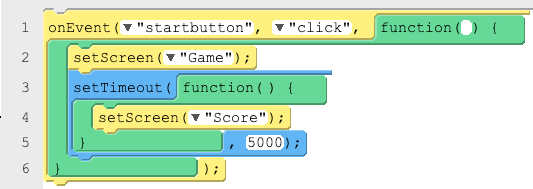 1 onEvent(▼"startbutton", ▼"click", function() {
2 setScreen(▼"Game");
3 setTimeout( function() {
4 setScreen(▼"Score");
5 } , 5000);
6 } );